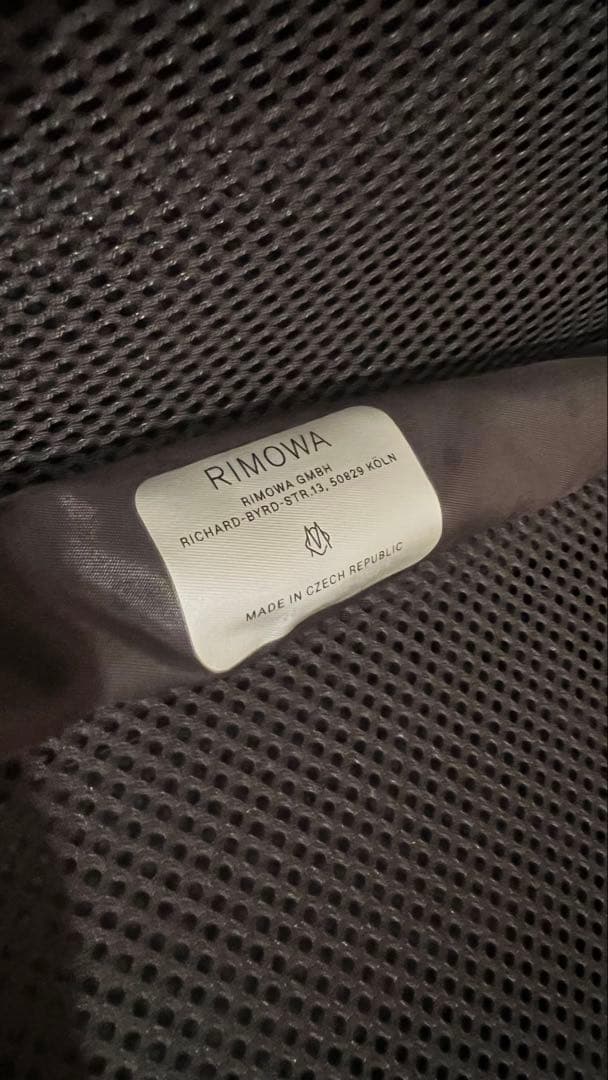 RIMOWA
RIMOWA GMBH
RICHARD-BYRD-STR.13, 50829 KÖLN
MADE IN CZECH REPUBLIC